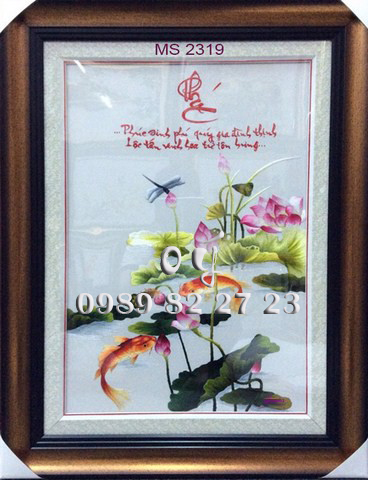 MS 2319
Phúc
...Phúc sinh phú quý gia đình thịnh
Lộc tấn vinh hoa tử tôn hưng...
0989 82 27 23